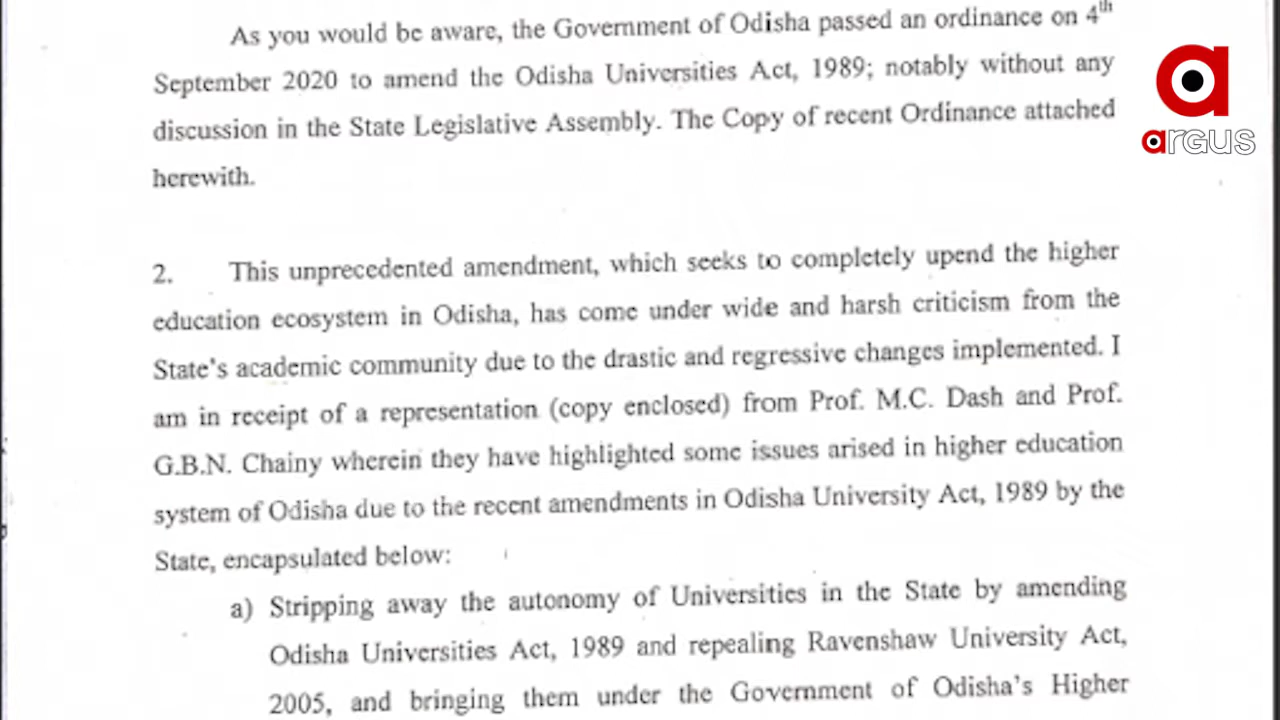 As you would be aware, the Government of Odisha passed an ordinance on 4th
September 2020 to amend the Odisha Universities Act, 1989; notably without any
discussion in the State Legislative Assembly. The Copy of recent Ordinance attached
herewith.
argus
2. This unprecedented amendment, which seeks to completely upend the higher
education ecosystem in Odisha, has come under wide and harsh criticism from the
State's academic community due to the drastic and regressive changes implemented. I
am in receipt of a representation (copy enclosed) from Prof. M.C. Dash and Prof.
G.B.N. Chainy wherein they have highlighted some issues arised in higher education
system of Odisha due to the recent amendments in Odisha University Act, 1989 by the
State, encapsulated below:
a) Stripping away the autonomy of Universities in the State by amending
Odisha Universities Act, 1989 and repealing Ravenshaw University Act,
2005, and bringing them under the Government of Odisha's Higher